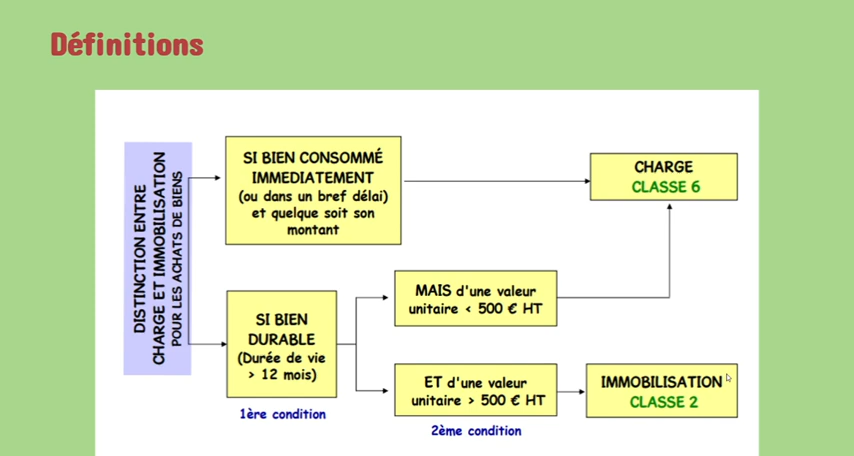 Définitions
DISTINCTION ENTRE
CHARGE ET IMMOBILISATION
POUR LES ACHATS DE BIENS
SI BIEN CONSOMMÉ
IMMEDIATEMENT
(ou dans un bref délai)
et quelque soit son
montant
CHARGE
CLASSE 6
SI BIEN
DURABLE
(Durée de vie
> 12 mois)
1ère condition
MAIS d'une valeur
unitaire < 500 € HT
ET d'une valeur
unitaire > 500 € HT
2ème condition
IMMOBILISATION
CLASSE 2